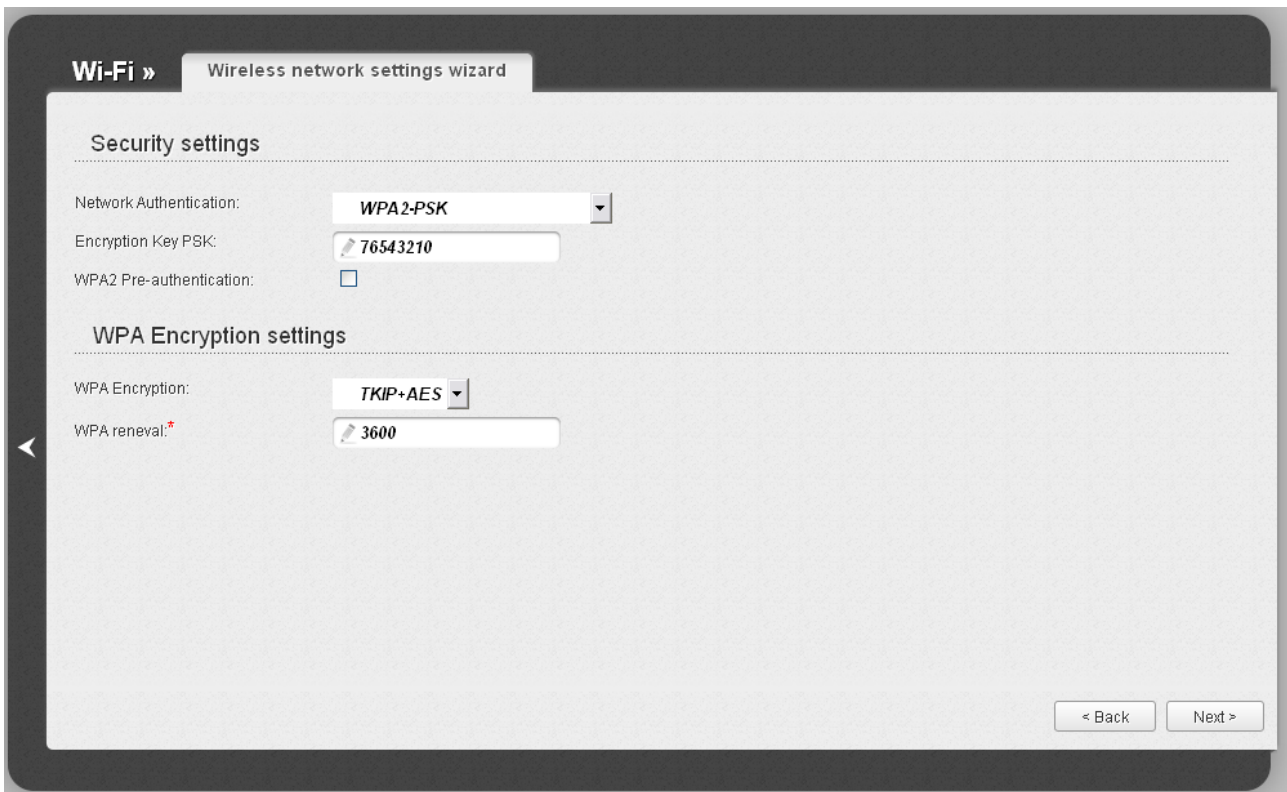 Wi-Fi » Wireless network settings wizard
Security settings
Network Authentication: WPA2-PSK
Encryption Key PSK: 76543210
WPA2 Pre-authentication:
WPA Encryption settings
WPA Encryption: TKIP+AES
WPA reneval:* 3600
< Back Next >